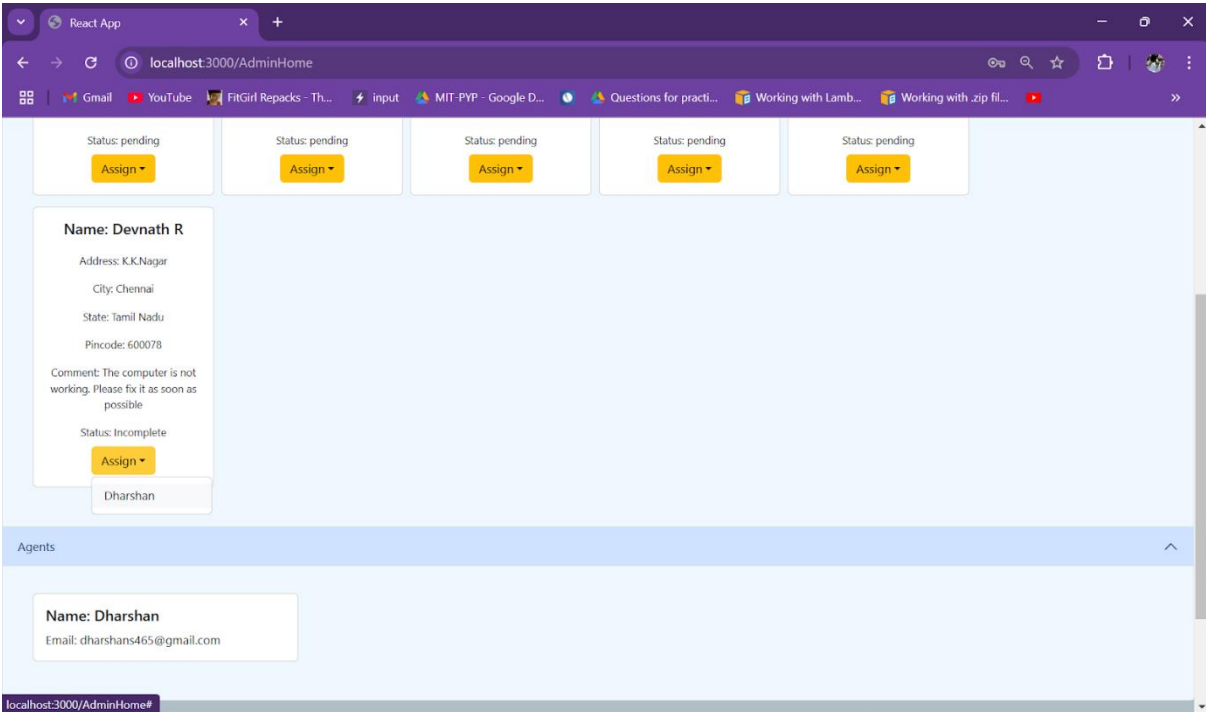 React App
localhost:3000/AdminHome
Gmail YouTube FitGirl Repacks - Th... input MIT-PYP - Google D... Questions for practi... Working with Lamb... Working with .zip fil...
Status: pending Status: pending Status: pending Status: pending Status: pending
Assign Assign Assign Assign Assign
Name: Devnath R
Address: K.K.Nagar
City: Chennai
State: Tamil Nadu
Pincode: 600078
Comment: The computer is not
working. Please fix it as soon as
possible
Status: Incomplete
Assign
Dharshan
Agents
Name: Dharshan
Email: dharshans465@gmail.com
localhost:3000/AdminHome#